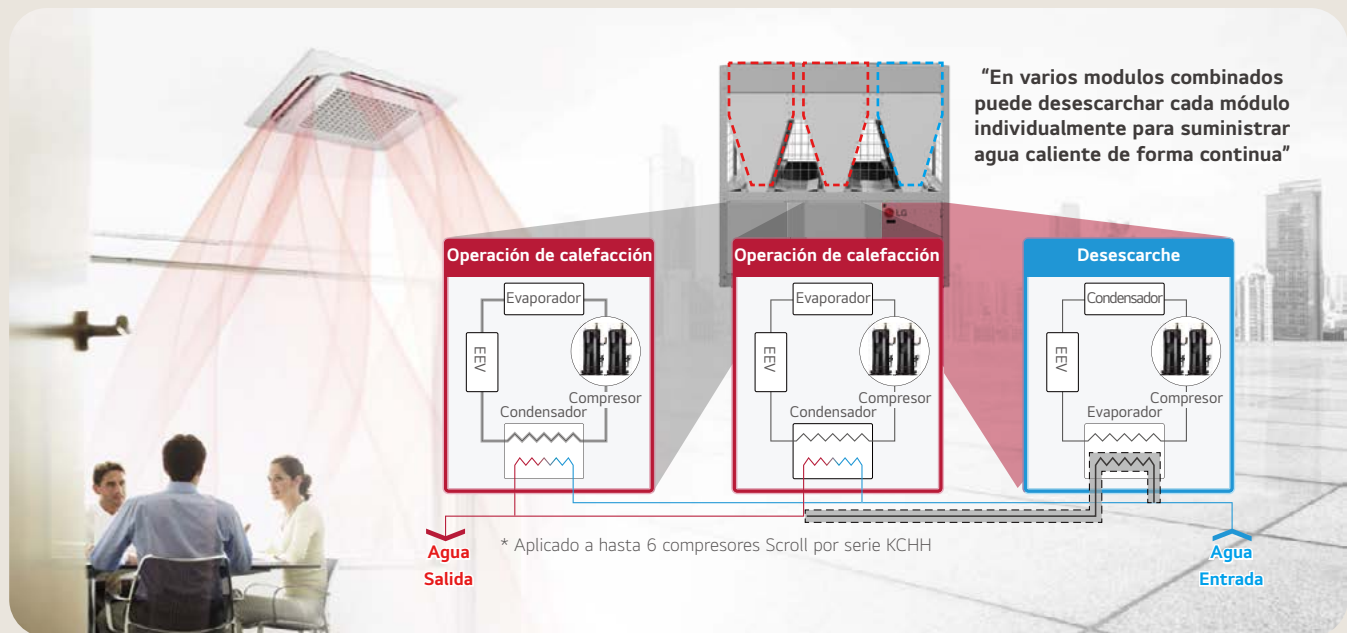 “En varios modulos combinados
puede desescarchar cada módulo
individualmente para suministrar
agua caliente de forma continua”
LG
Operación de calefacción
Evaporador
EEV
Compresor
Condensador
Operación de calefacción
Evaporador
EEV
Compresor
Condensador
Desescarche
Condensador
EEV
Compresor
Evaporador
Agua
Salida
* Aplicado a hasta 6 compresores Scroll por serie KCHH
Agua
Entrada